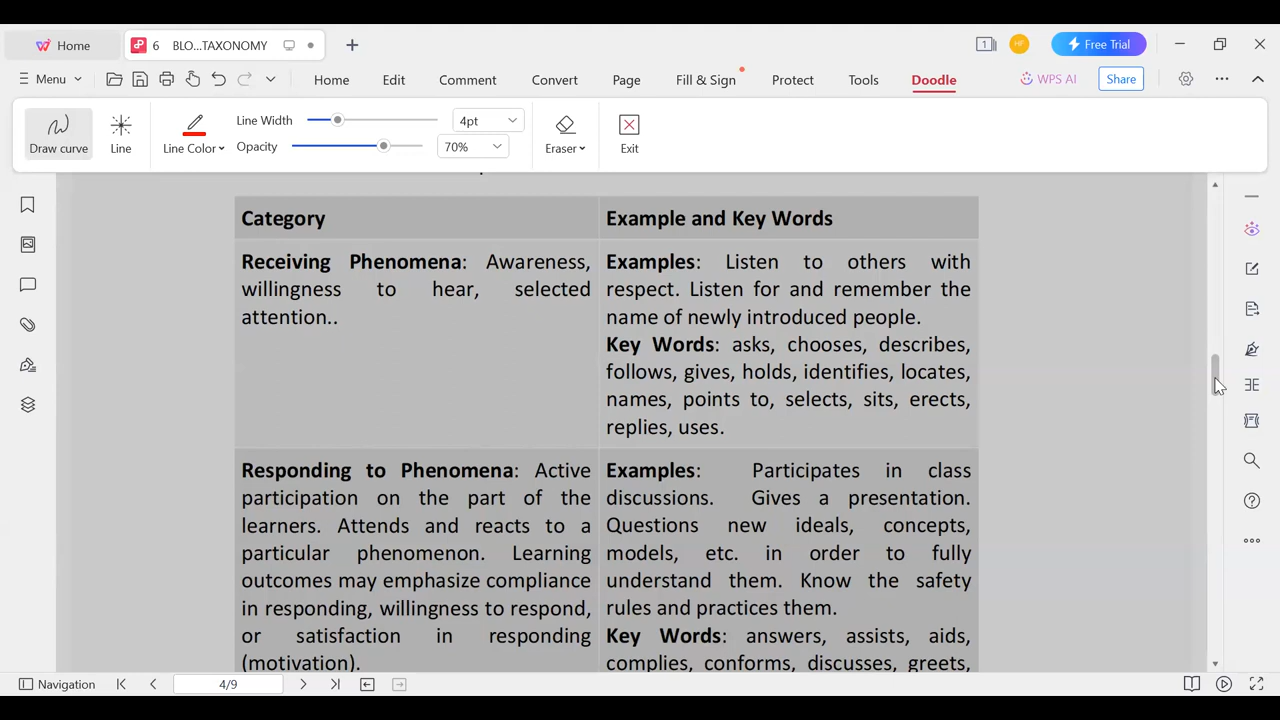 Home
6 BLO...TAXONOMY
1
HF
Free Trial
Menu
Home Edit Comment Convert Page Fill & Sign Protect Tools Doodle
WPS AI
Share
Draw curve
Line
Line Color
Line Width
4pt
Opacity
70%
Eraser
Exit
Category
Example and Key Words
Receiving Phenomena: Awareness,
willingness to hear, selected
attention..
Examples: Listen to others with
respect. Listen for and remember the
name of newly introduced people.
Key Words: asks, chooses, describes,
follows, gives, holds, identifies, locates,
names, points to, selects, sits, erects,
replies, uses.
Responding to Phenomena: Active
participation on the part of the
learners. Attends and reacts to a
particular phenomenon. Learning
outcomes may emphasize compliance
in responding, willingness to respond,
or satisfaction in responding
(motivation).
Examples: Participates in class
discussions. Gives a presentation.
Questions new ideals, concepts,
models, etc. in order to fully
understand them. Know the safety
rules and practices them.
Key Words: answers, assists, aids,
complies, conforms, discusses, greets,
Navigation
4/9